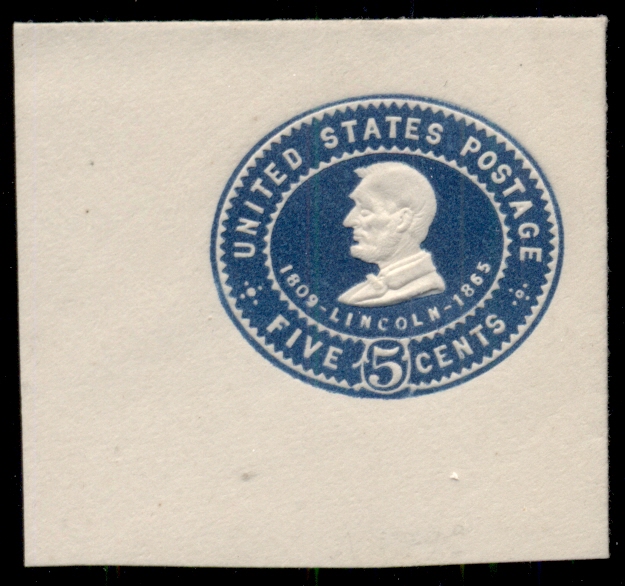 UNITED STATES POSTAGE
1809-LINCOLN-1865
FIVE 5 CENTS